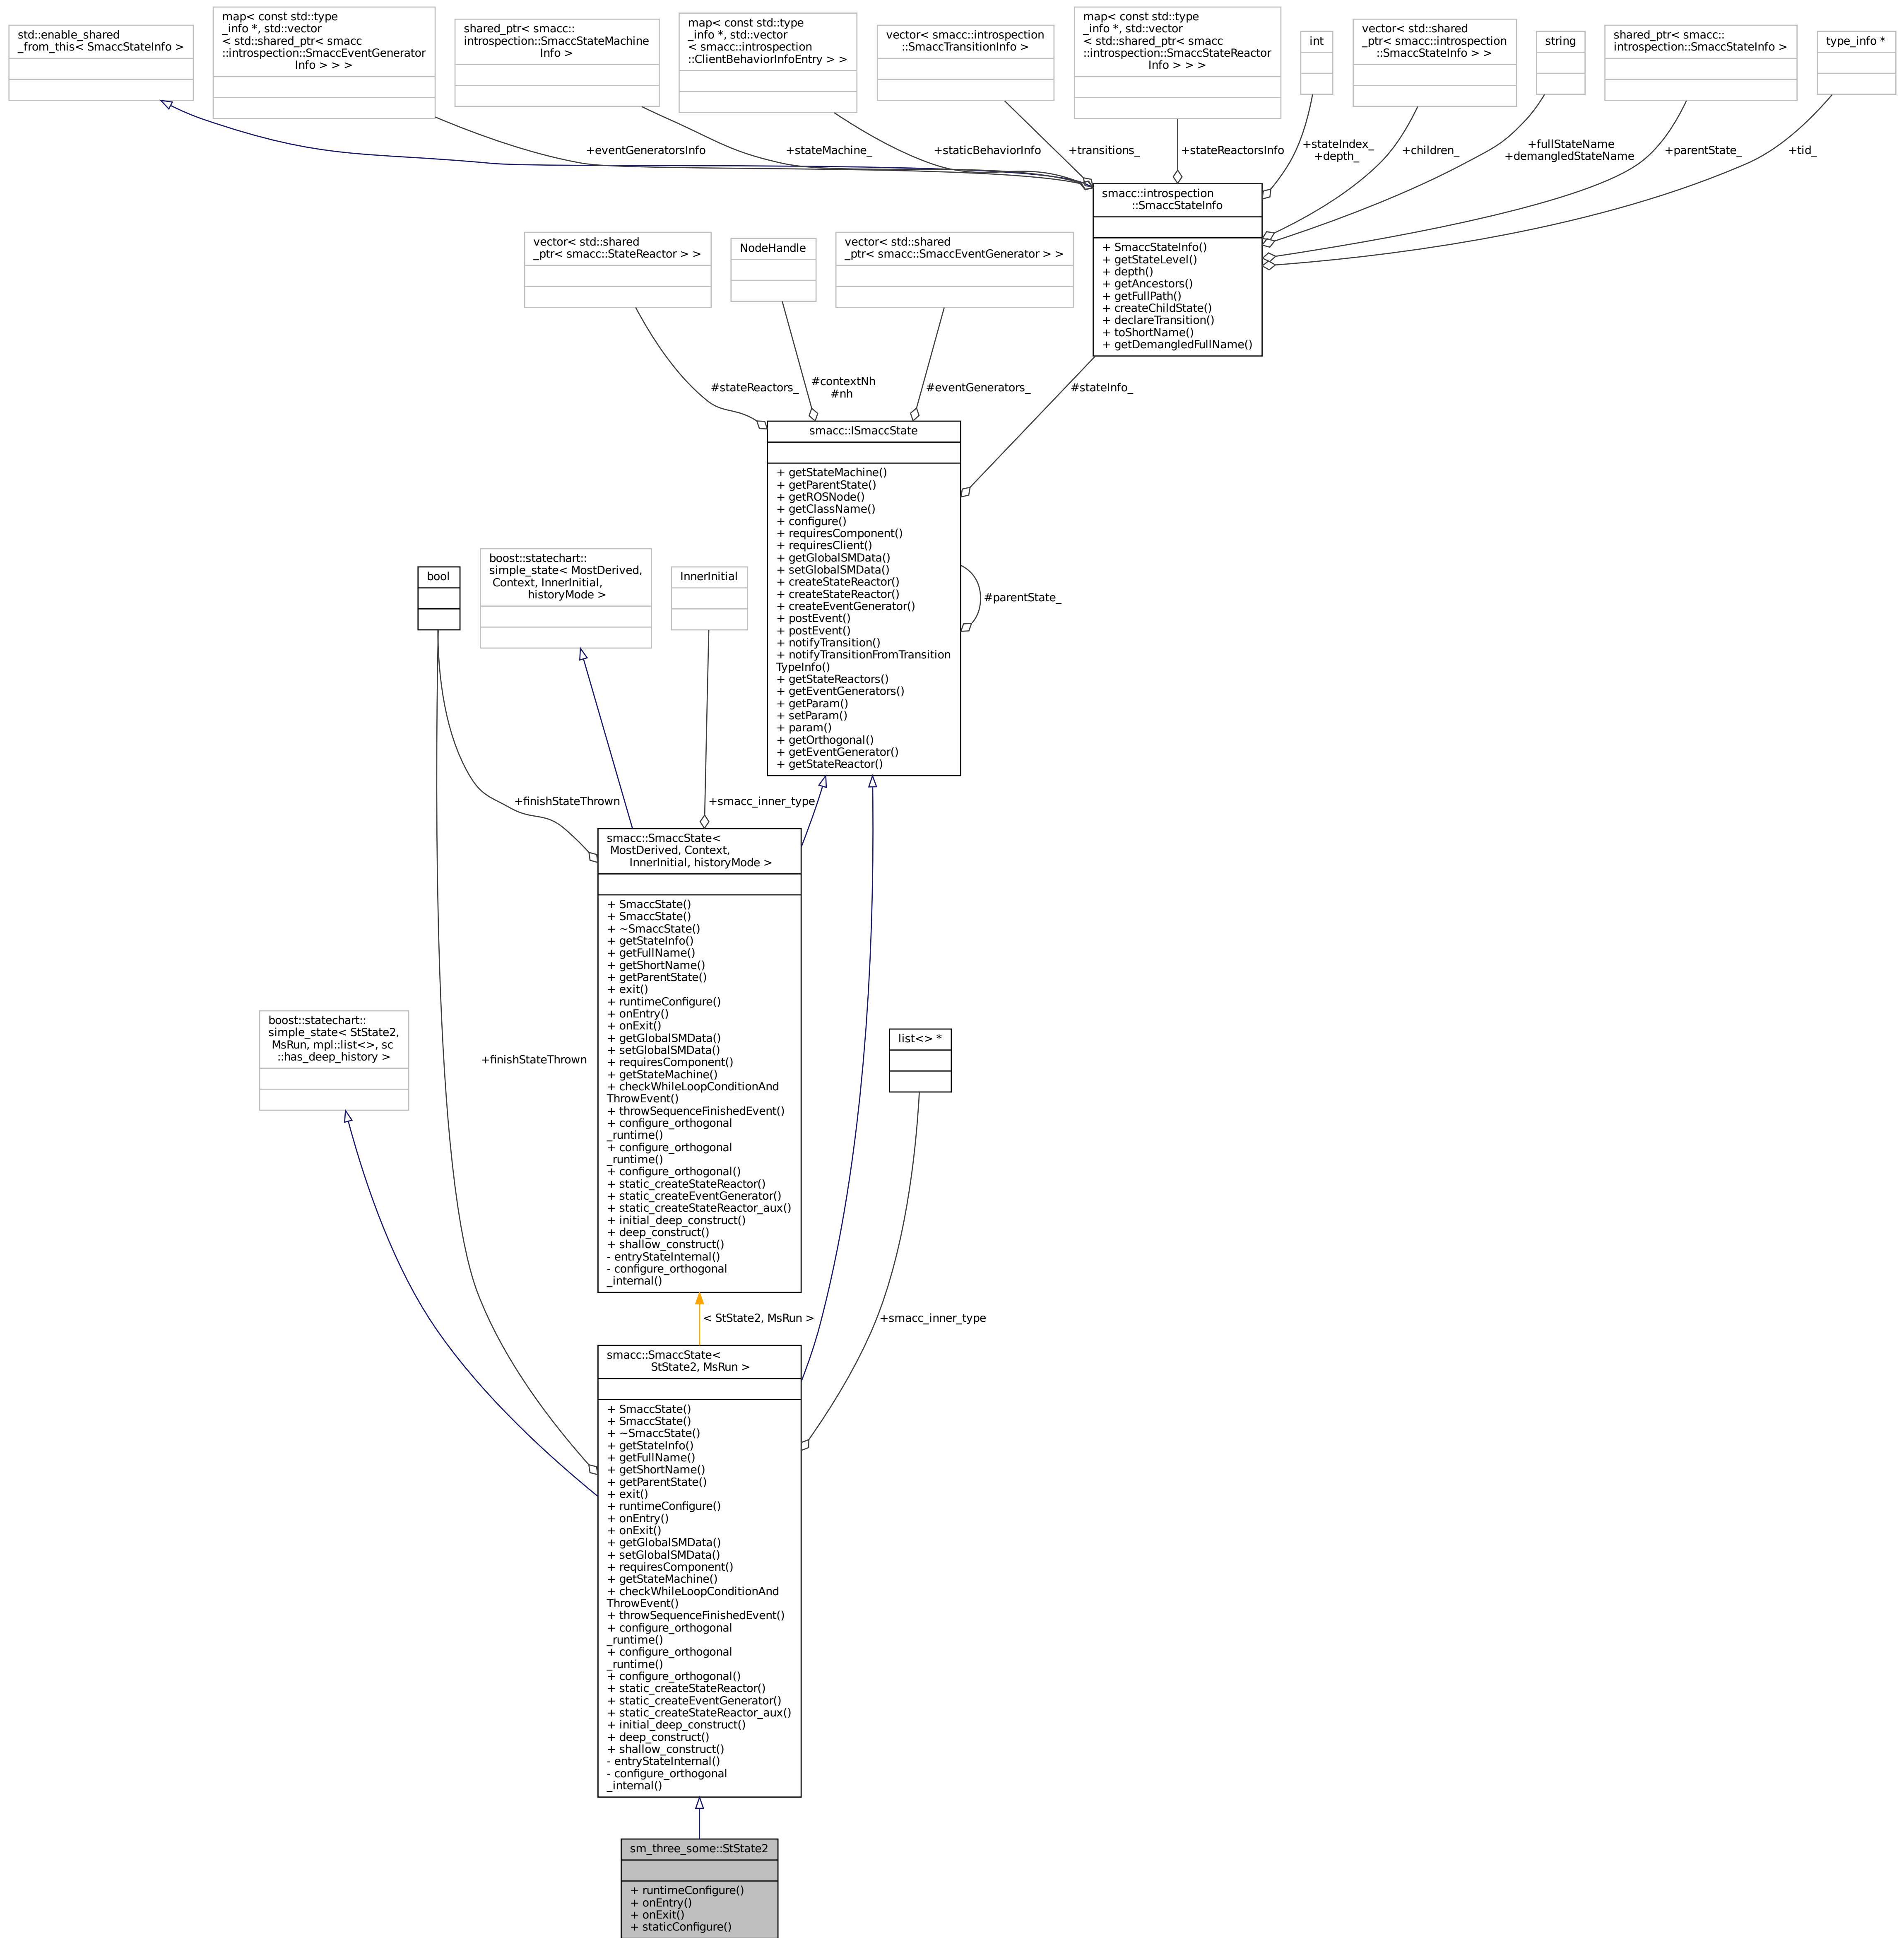 std::enable_shared
_from_this< SmaccStateInfo >
map< const std::type
_info *, std::vector
< std::shared_ptr< smacc
::introspection::SmaccEventGenerator
Info > > >
shared_ptr< smacc::
introspection::SmaccStateMachine
Info >
map< const std::type
_info *, std::vector
< smacc::introspection
::ClientBehaviorInfoEntry > >
vector< smacc::introspection
::SmaccTransitionInfo >
map< const std::type
_info *, std::vector
< std::shared_ptr< smacc
::introspection::SmaccStateReactor
Info > > >
int
vector< std::shared
_ptr< smacc::introspection
::SmaccStateInfo > >
string
shared_ptr< smacc::
introspection::SmaccStateInfo >
type_info *
+eventGeneratorsInfo
+stateMachine_
+staticBehaviorInfo
+transitions_
+stateReactorsInfo
+stateIndex_
+depth_
+children_
+fullStateName
+demangledStateName
+parentState_
+tid_
smacc::introspection
::SmaccStateInfo
+ SmaccStateInfo()
+ getStateLevel()
+ depth()
+ getAncestors()
+ getFullPath()
+ createChildState()
+ declareTransition()
+ toShortName()
+ getDemangledFullName()
vector< std::shared
_ptr< smacc::StateReactor > >
NodeHandle
vector< std::shared
_ptr< smacc::SmaccEventGenerator > >
#stateReactors_
#contextNh
#nh
#eventGenerators_
#stateInfo_
smacc::ISmaccState
+ getStateMachine()
+ getParentState()
+ getROSNode()
+ getClassName()
+ configure()
+ requiresComponent()
+ requiresClient()
+ getGlobalSMData()
+ setGlobalSMData()
+ createStateReactor()
+ createStateReactor()
+ createEventGenerator()
+ postEvent()
+ postEvent()
+ notifyTransition()
+ notifyTransitionFromTransition
TypeInfo()
+ getStateReactors()
+ getEventGenerators()
+ getParam()
+ setParam()
+ param()
+ getOrthogonal()
+ getEventGenerator()
+ getStateReactor()
#parentState_
bool
boost::statechart::
simple_state< MostDerived,
Context, InnerInitial,
historyMode >
InnerInitial
+finishStateThrown
+smacc_inner_type
smacc::SmaccState<
MostDerived, Context,
InnerInitial, historyMode >
+ SmaccState()
+ SmaccState()
+ ~SmaccState()
+ getStateInfo()
+ getFullName()
+ getShortName()
+ getParentState()
+ exit()
+ runtimeConfigure()
+ onEntry()
+ onExit()
+ getGlobalSMData()
+ setGlobalSMData()
+ requiresComponent()
+ getStateMachine()
+ checkWhileLoopConditionAnd
ThrowEvent()
+ throwSequenceFinishedEvent()
+ configure_orthogonal
_runtime()
+ configure_orthogonal
_runtime()
+ configure_orthogonal()
+ static_createStateReactor()
+ static_createEventGenerator()
+ static_createStateReactor_aux()
+ initial_deep_construct()
+ deep_construct()
+ shallow_construct()
- entryStateInternal()
- configure_orthogonal
_internal()
boost::statechart::
simple_state< StState2,
MsRun, mpl::list<>, sc
::has_deep_history >
+finishStateThrown
list<> *
< StState2, MsRun >
+smacc_inner_type
smacc::SmaccState<
StState2, MsRun >
+ SmaccState()
+ SmaccState()
+ ~SmaccState()
+ getStateInfo()
+ getFullName()
+ getShortName()
+ getParentState()
+ exit()
+ runtimeConfigure()
+ onEntry()
+ onExit()
+ getGlobalSMData()
+ setGlobalSMData()
+ requiresComponent()
+ getStateMachine()
+ checkWhileLoopConditionAnd
ThrowEvent()
+ throwSequenceFinishedEvent()
+ configure_orthogonal
_runtime()
+ configure_orthogonal
_runtime()
+ configure_orthogonal()
+ static_createStateReactor()
+ static_createEventGenerator()
+ static_createStateReactor_aux()
+ initial_deep_construct()
+ deep_construct()
+ shallow_construct()
- entryStateInternal()
- configure_orthogonal
_internal()
sm_three_some::StState2
+ runtimeConfigure()
+ onEntry()
+ onExit()
+ staticConfigure()